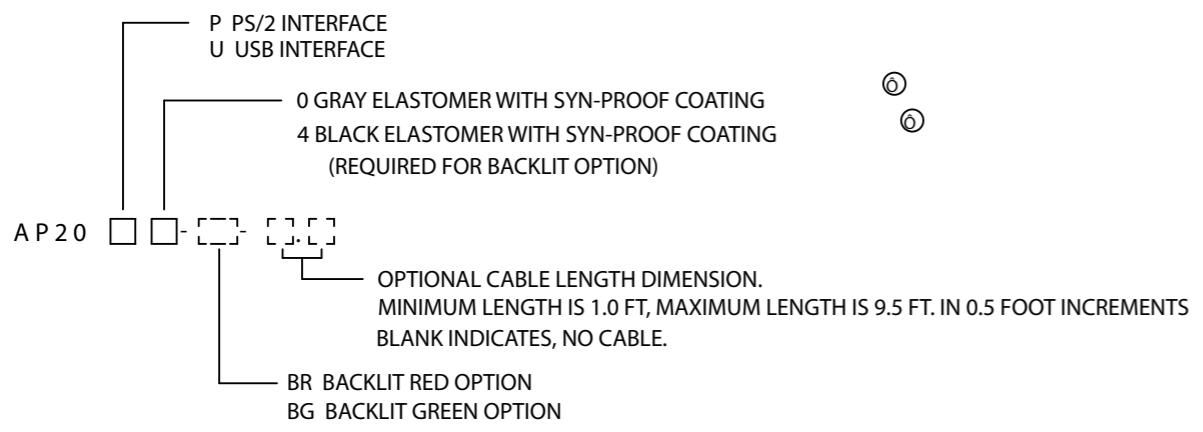 P PS/2 INTERFACE
U USB INTERFACE
0 GRAY ELASTOMER WITH SYN-PROOF COATING
Ô
4 BLACK ELASTOMER WITH SYN-PROOF COATING
Ô
(REQUIRED FOR BACKLIT OPTION)
AP20 - - .
OPTIONAL CABLE LENGTH DIMENSION.
MINIMUM LENGTH IS 1.0 FT, MAXIMUM LENGTH IS 9.5 FT. IN 0.5 FOOT INCREMENTS
BLANK INDICATES, NO CABLE.
BR BACKLIT RED OPTION
BG BACKLIT GREEN OPTION